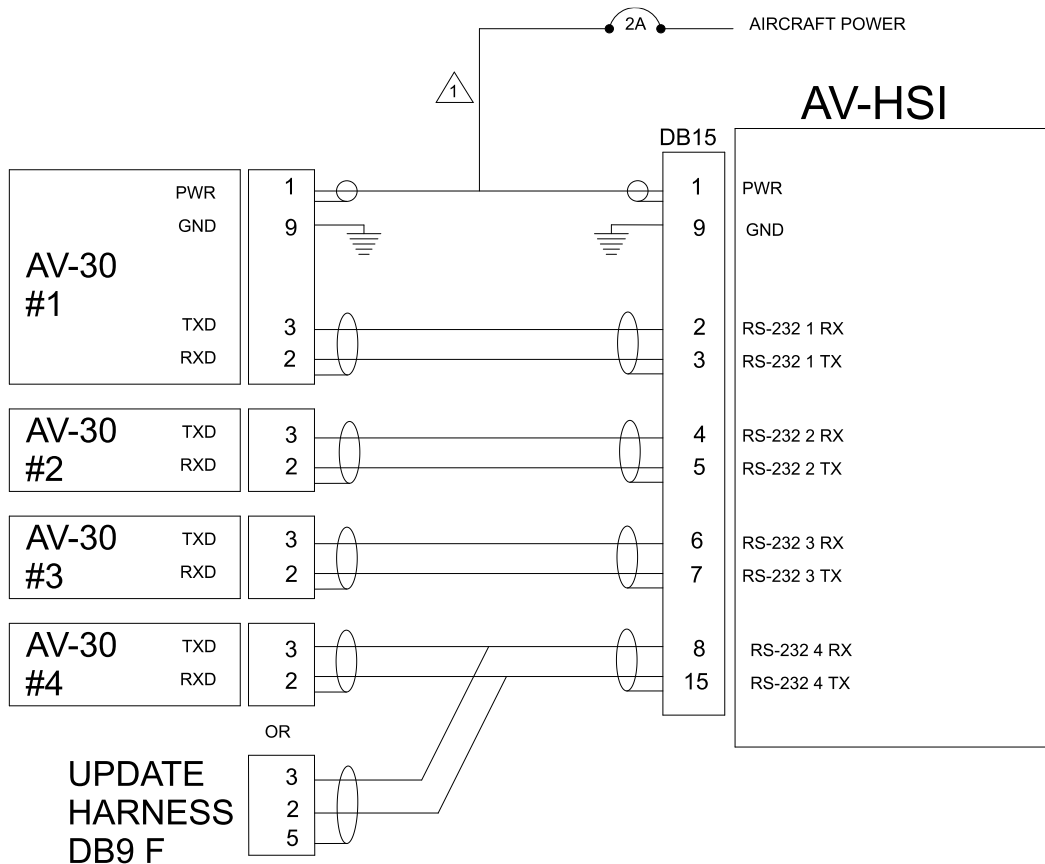 2A AIRCRAFT POWER
1
AV-HSI
DB15
PWR 1 1 PWR
GND 9 9 GND
AV-30
#1
TXD 3 2 RS-232 1 RX
RXD 2 3 RS-232 1 TX
AV-30
#2
TXD 3 4 RS-232 2 RX
RXD 2 5 RS-232 2 TX
AV-30
#3
TXD 3 6 RS-232 3 RX
RXD 2 7 RS-232 3 TX
AV-30
#4
TXD 3 8 RS-232 4 RX
RXD 2 15 RS-232 4 TX
OR
UPDATE
HARNESS
DB9 F
3
2
5